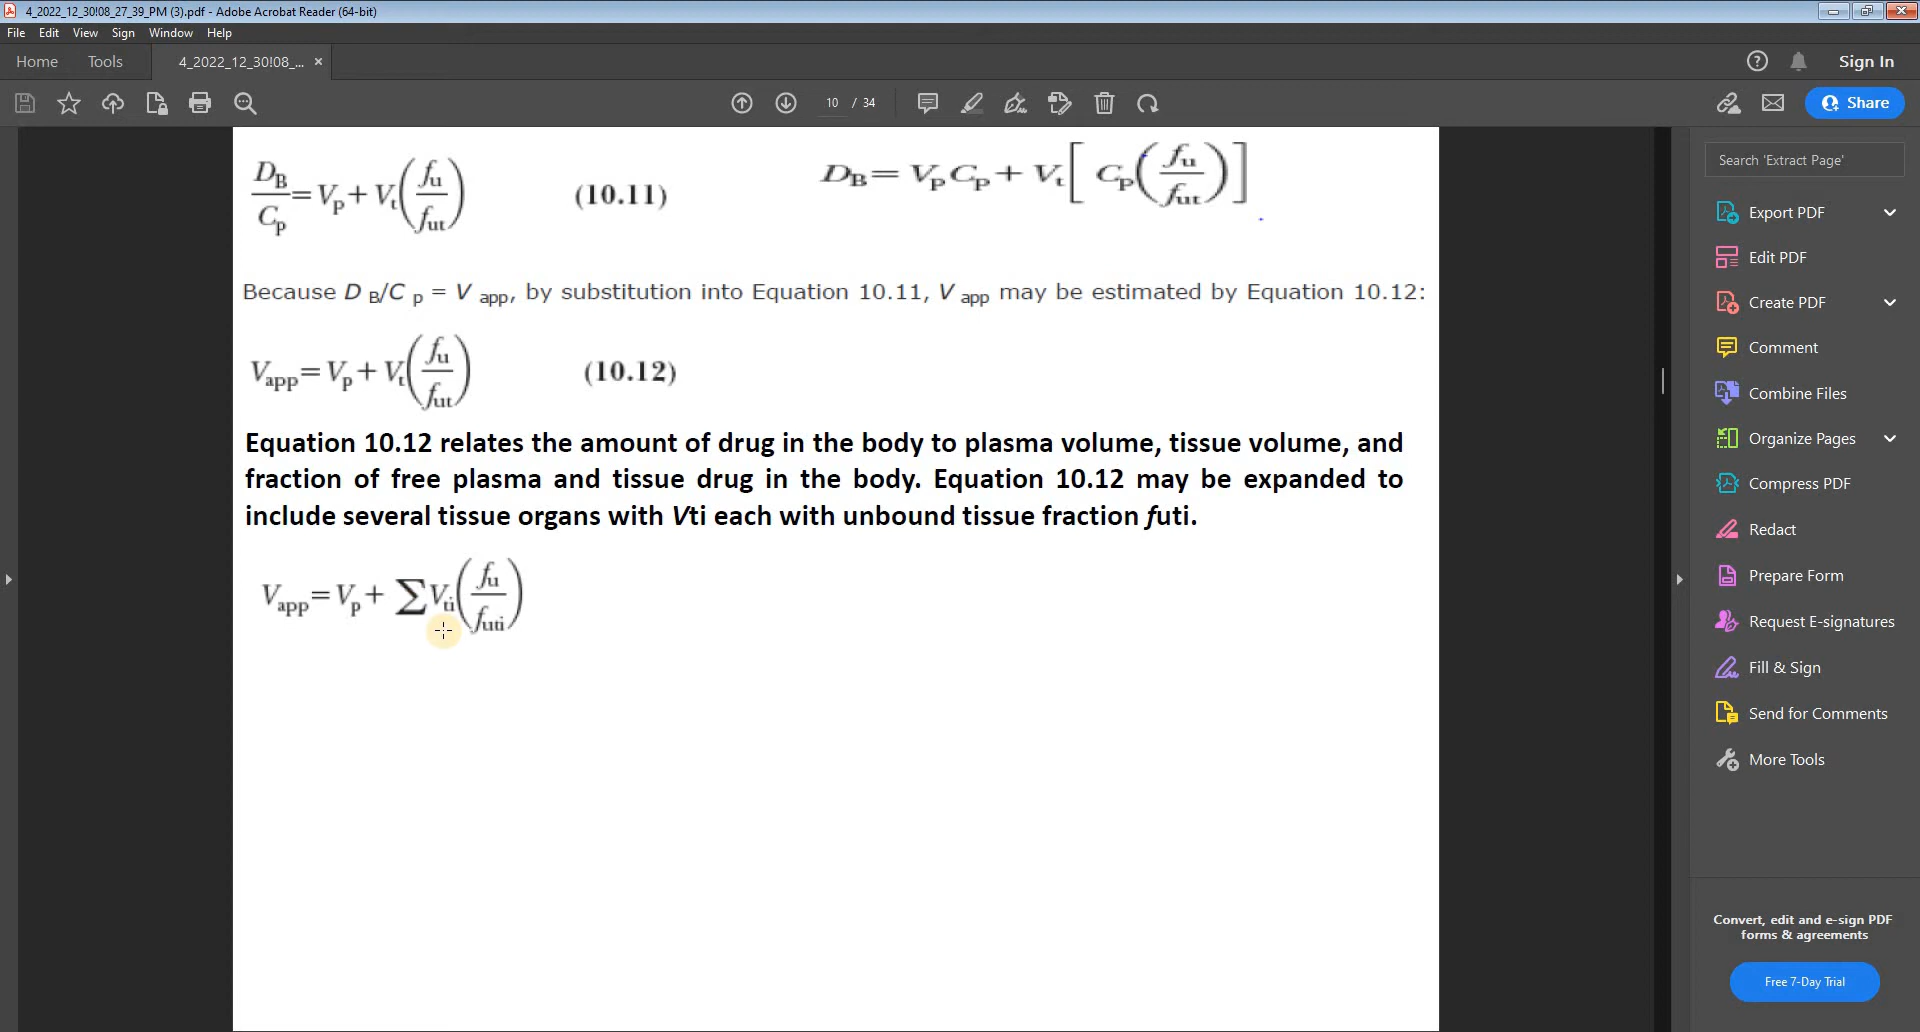 4_2022_12_30!08_27_39_PM (3).pdf - Adobe Acrobat Reader (64-bit)
File Edit View Sign Window Help
Home Tools 4_2022_12_30!08_... × Sign In
10 / 34 Share
D_B/C_p = V_p + V_t (f_u/f_ut) (10.11) D_B = V_p C_p + V_t [ C_p (f_u/f_ut) ]
Because D B/C p = V app, by substitution into Equation 10.11, V app may be estimated by Equation 10.12:
V_app = V_p + V_t (f_u/f_ut) (10.12)
Equation 10.12 relates the amount of drug in the body to plasma volume, tissue volume, and
fraction of free plasma and tissue drug in the body. Equation 10.12 may be expanded to
include several tissue organs with Vti each with unbound tissue fraction futi.
V_app = V_p + ∑ V_ti (f_u/f_uti)
Search 'Extract Page'
Export PDF
Edit PDF
Create PDF
Comment
Combine Files
Organize Pages
Compress PDF
Redact
Prepare Form
Request E-signatures
Fill & Sign
Send for Comments
More Tools
Convert, edit and e-sign PDF
forms & agreements
Free 7-Day Trial